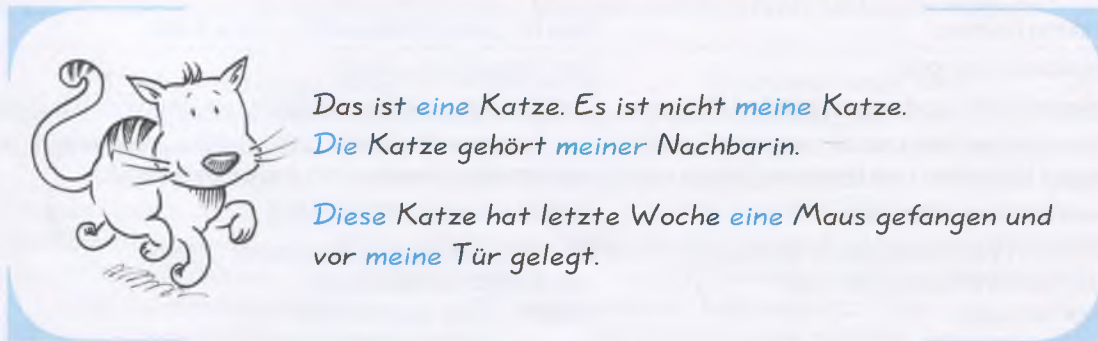 Das ist eine Katze. Es ist nicht meine Katze.
Die Katze gehört meiner Nachbarin.
Diese Katze hat letzte Woche eine Maus gefangen und
vor meine Tür gelegt.